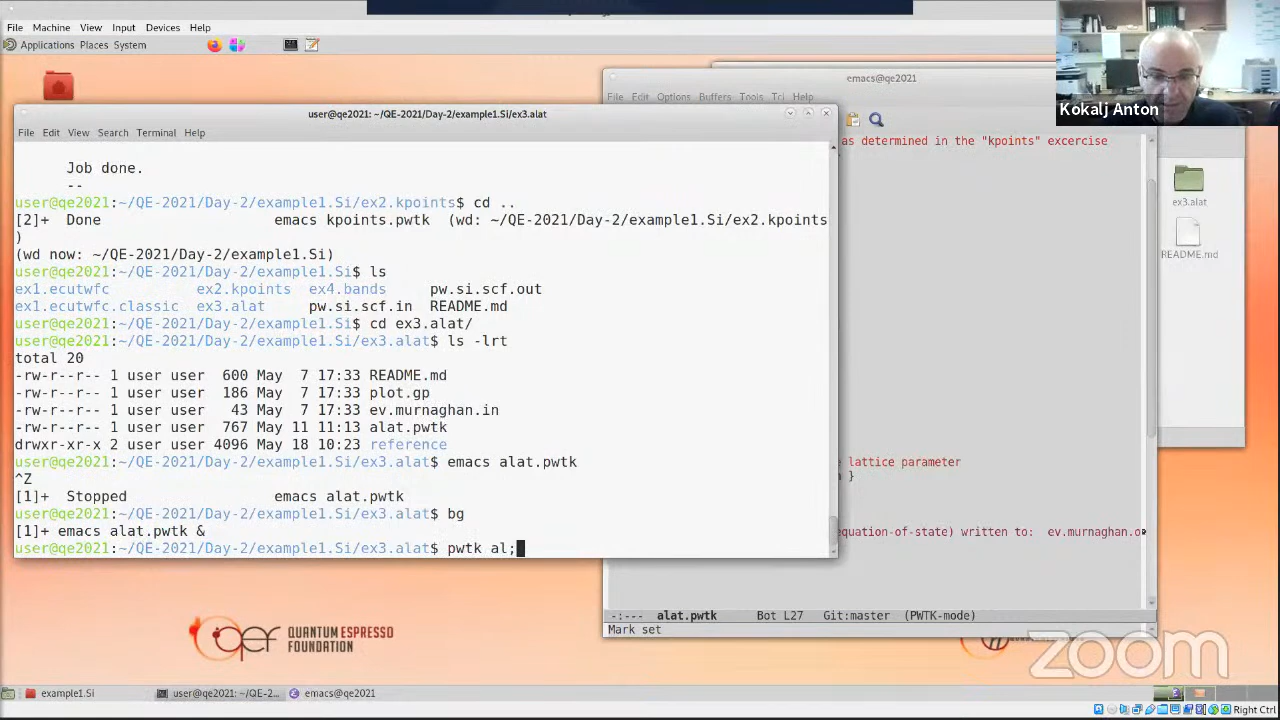 File Machine View Input Devices Help
Applications Places System
emacs@qe2021
File Edit Options Buffers Tools Tcl Help
Kokalj Anton
user@qe2021: ~/QE-2021/Day-2/example1.Si/ex3.alat
File Edit View Search Terminal Help
as determined in the "kpoints" excercise
Job done.
--
user@qe2021:~/QE-2021/Day-2/example1.Si/ex2.kpoints$ cd ..
[2]+ Done emacs kpoints.pwtk (wd: ~/QE-2021/Day-2/example1.Si/ex2.kpoints
)
(wd now: ~/QE-2021/Day-2/example1.Si)
user@qe2021:~/QE-2021/Day-2/example1.Si$ ls
ex1.ecutwfc ex2.kpoints ex4.bands pw.si.scf.out
ex1.ecutwfc.classic ex3.alat pw.si.scf.in README.md
user@qe2021:~/QE-2021/Day-2/example1.Si$ cd ex3.alat/
user@qe2021:~/QE-2021/Day-2/example1.Si/ex3.alat$ ls -lrt
total 20
-rw-r--r-- 1 user user 600 May 7 17:33 README.md
-rw-r--r-- 1 user user 186 May 7 17:33 plot.gp
-rw-r--r-- 1 user user 43 May 7 17:33 ev.murnaghan.in
-rw-r--r-- 1 user user 767 May 11 11:13 alat.pwtk
drwxr-xr-x 2 user user 4096 May 18 10:23 reference
user@qe2021:~/QE-2021/Day-2/example1.Si/ex3.alat$ emacs alat.pwtk
^Z
[1]+ Stopped emacs alat.pwtk
user@qe2021:~/QE-2021/Day-2/example1.Si/ex3.alat$ bg
[1]+ emacs alat.pwtk &
user@qe2021:~/QE-2021/Day-2/example1.Si/ex3.alat$ pwtk al;
ex3.alat
README.md
lattice parameter
}
equation-of-state) written to: ev.murnaghan.o
-:--- alat.pwtk Bot L27 Git:master (PWTK-mode)
Mark set
QUANTUM ESPRESSO
FOUNDATION
zoom
example1.Si
user@qe2021: ~/QE-2...
emacs@qe2021
Right Ctrl